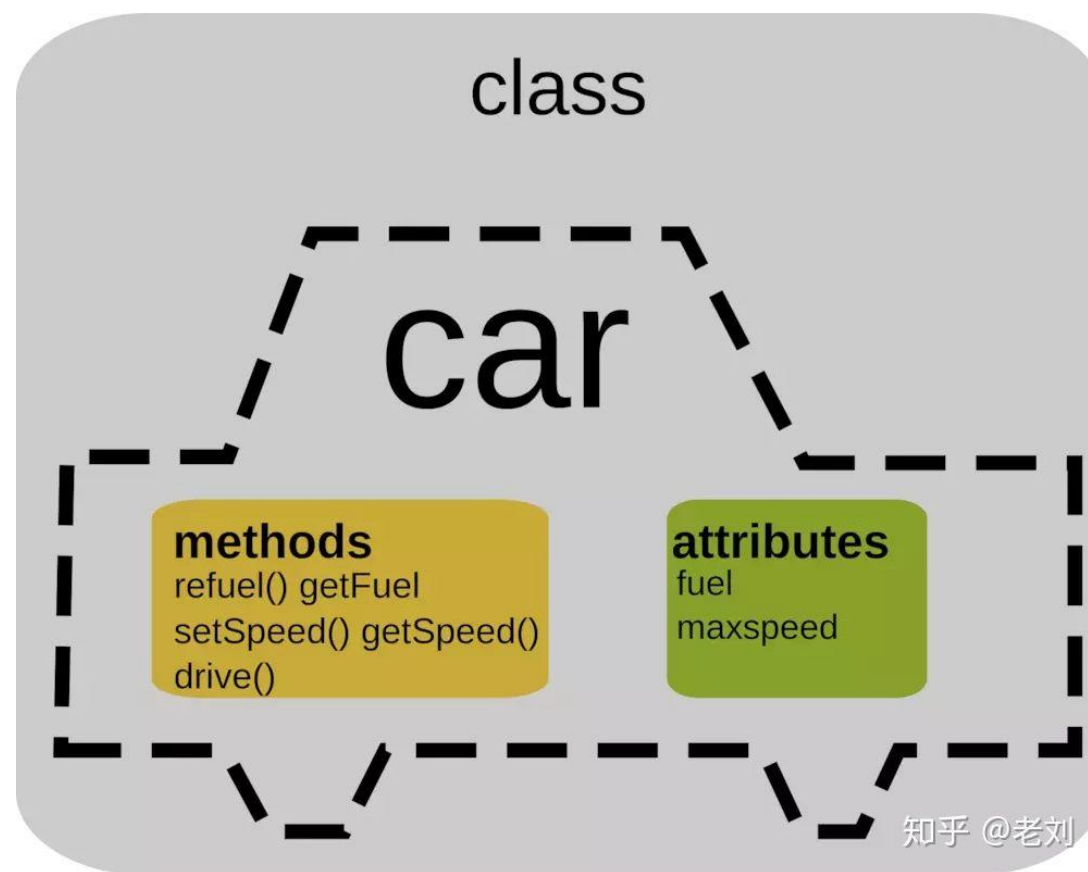 class
car
methods
refuel() getFuel
setSpeed() getSpeed()
drive()
attributes
fuel
maxspeed
知乎 @老刘